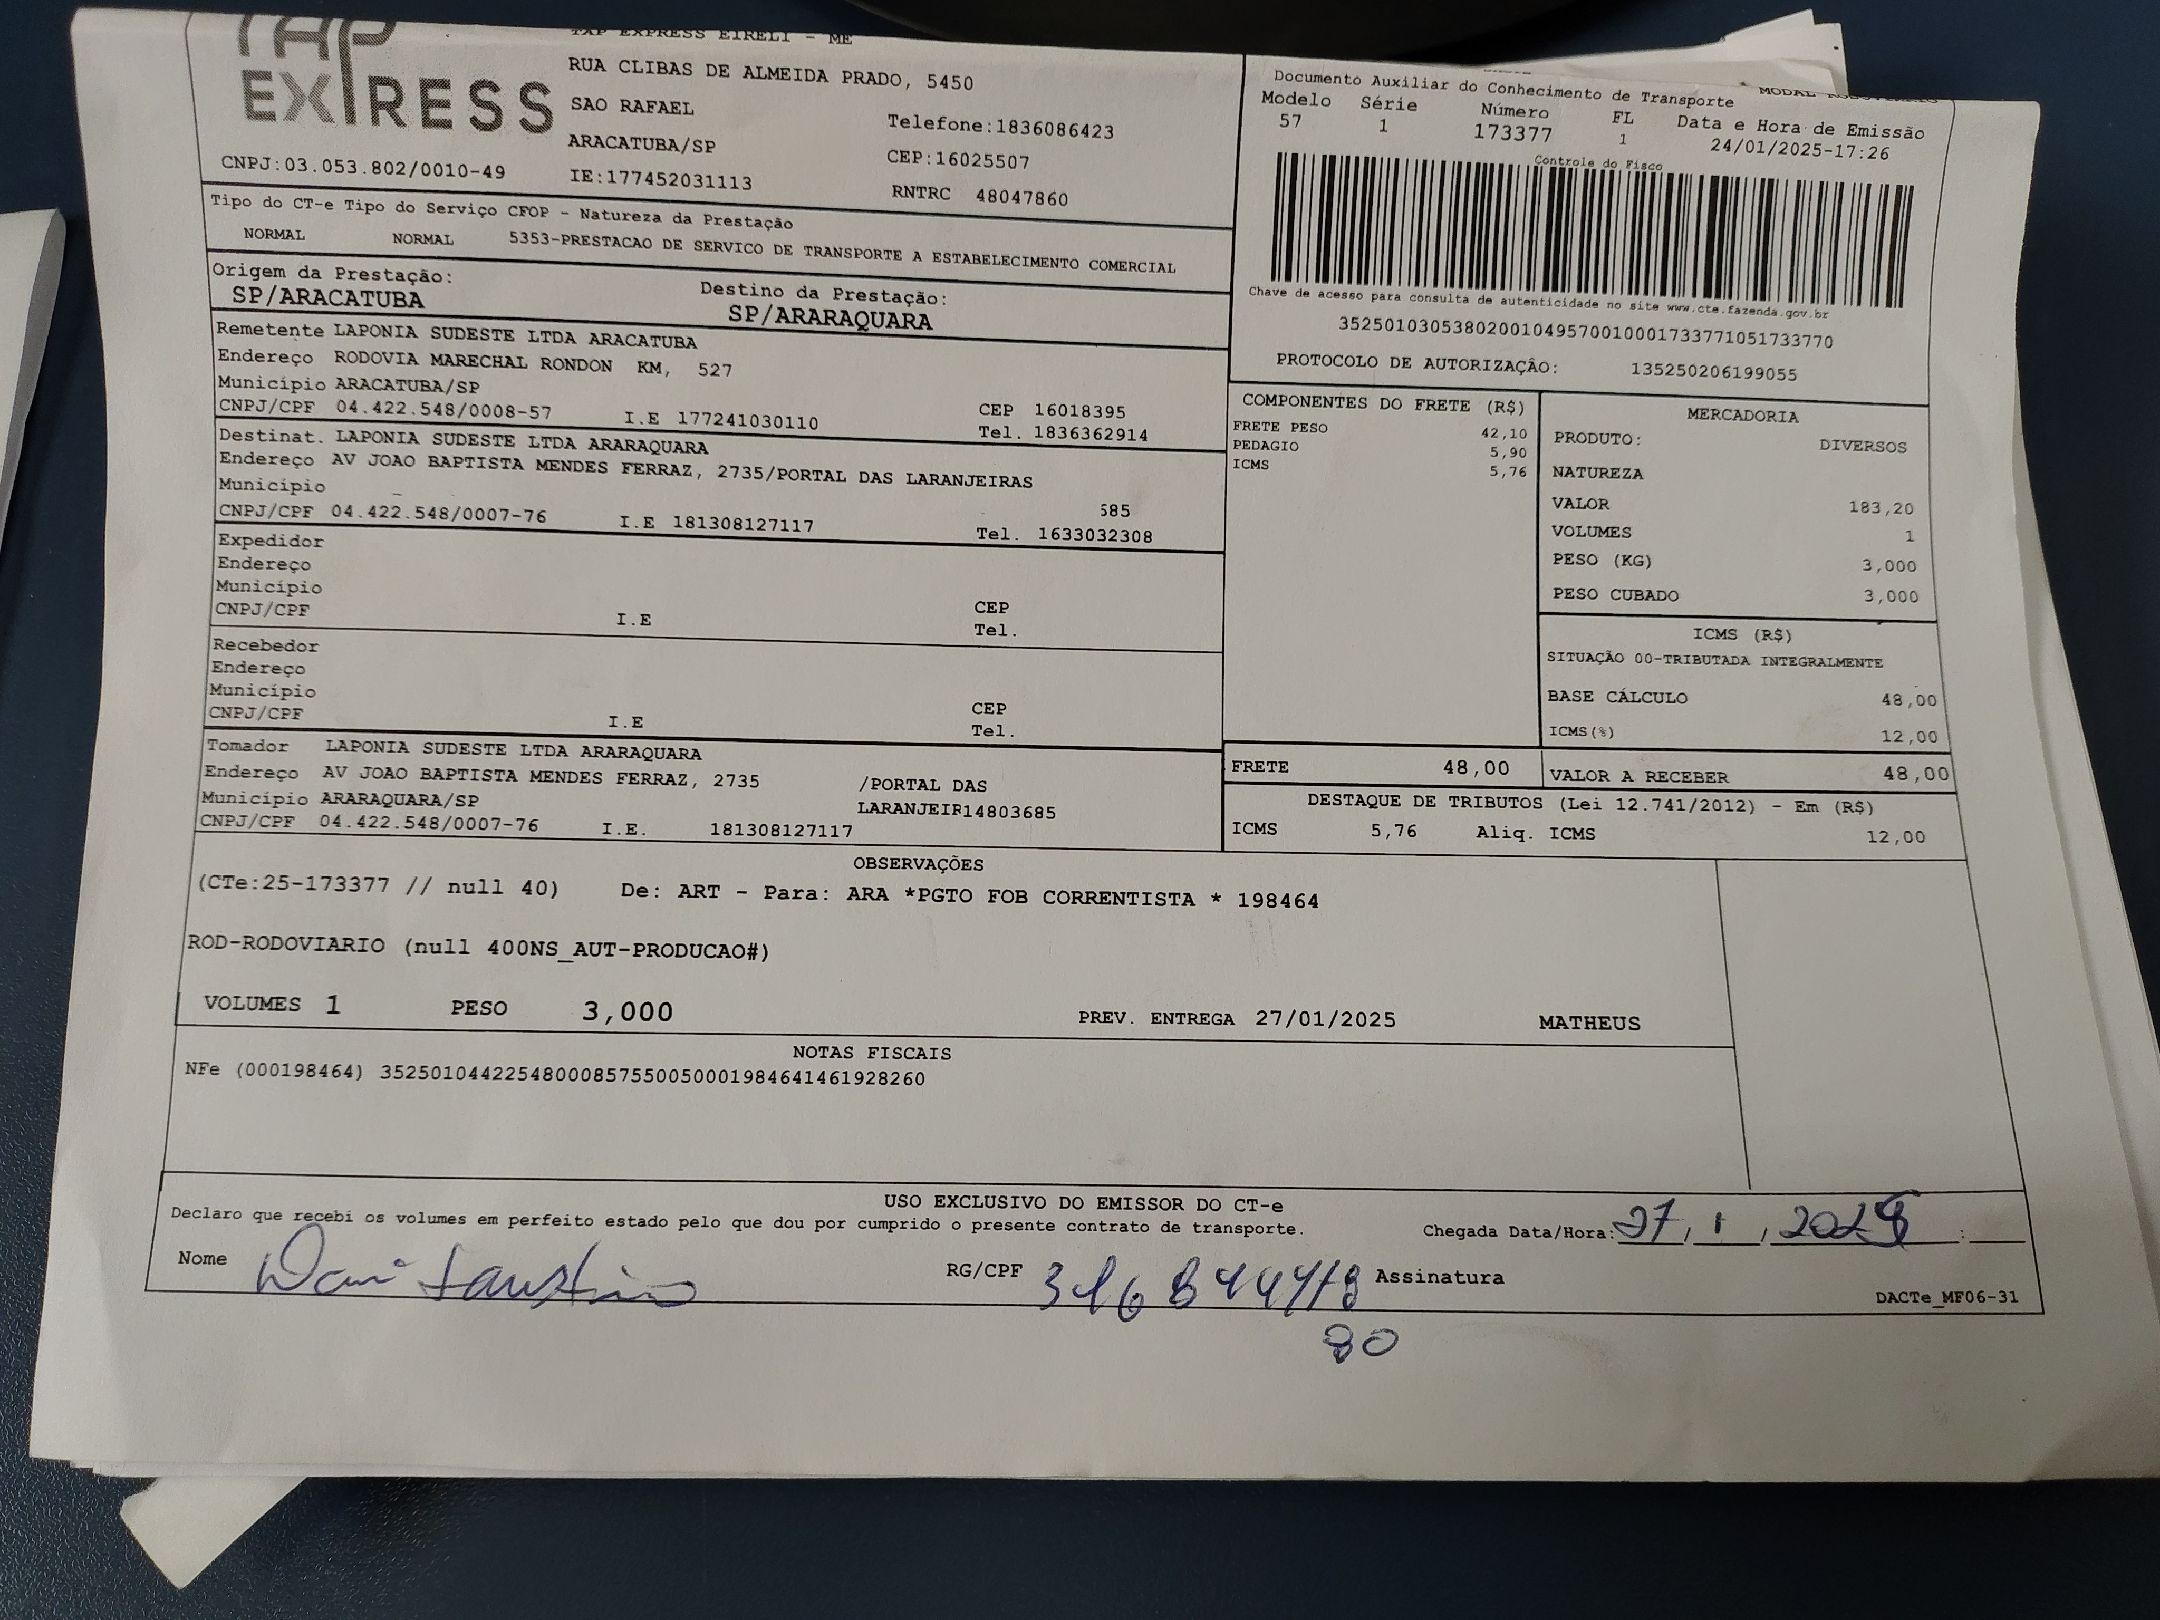 TAP EXPRESS
TAP EXPRESS EIRELI - ME
RUA CLIBAS DE ALMEIDA PRADO, 5450
SAO RAFAEL
ARACATUBA/SP
Telefone:1836086423
CEP:16025507
CNPJ:03.053.802/0010-49 IE:177452031113 RNTRC 48047860
Documento Auxiliar do Conhecimento de Transporte
Modelo Série Número FL Data e Hora de Emissão
57 1 173377 1 24/01/2025-17:26
Controle do Fisco
Chave de acesso para consulta de autenticidade no site www.cte.fazenda.gov.br
35250103053802001049570010001733771051733770
PROTOCOLO DE AUTORIZAÇÃO: 135250206199055
Tipo do CT-e Tipo do Serviço CFOP - Natureza da Prestação
NORMAL NORMAL 5353-PRESTACAO DE SERVICO DE TRANSPORTE A ESTABELECIMENTO COMERCIAL
Origem da Prestação: Destino da Prestação:
SP/ARACATUBA SP/ARARAQUARA
Remetente LAPONIA SUDESTE LTDA ARACATUBA
Endereço RODOVIA MARECHAL RONDON KM, 527
Município ARACATUBA/SP CEP 16018395
CNPJ/CPF 04.422.548/0008-57 I.E 177241030110 Tel. 1836362914
Destinat. LAPONIA SUDESTE LTDA ARARAQUARA
Endereço AV JOAO BAPTISTA MENDES FERRAZ, 2735/PORTAL DAS LARANJEIRAS
Município 585
CNPJ/CPF 04.422.548/0007-76 I.E 181308127117 Tel. 1633032308
Expedidor
Endereço
Município CEP
CNPJ/CPF I.E Tel.
Recebedor
Endereço
Município CEP
CNPJ/CPF I.E Tel.
Tomador LAPONIA SUDESTE LTDA ARARAQUARA
Endereço AV JOAO BAPTISTA MENDES FERRAZ, 2735 /PORTAL DAS
Município ARARAQUARA/SP LARANJEIR14803685
CNPJ/CPF 04.422.548/0007-76 I.E. 181308127117
COMPONENTES DO FRETE (R$)
FRETE PESO 42,10
PEDAGIO 5,90
ICMS 5,76
MERCADORIA
PRODUTO: DIVERSOS
NATUREZA
VALOR 183,20
VOLUMES 1
PESO (KG) 3,000
PESO CUBADO 3,000
ICMS (R$)
SITUAÇÃO 00-TRIBUTADA INTEGRALMENTE
BASE CÁLCULO 48,00
ICMS(%) 12,00
FRETE 48,00 VALOR A RECEBER 48,00
DESTAQUE DE TRIBUTOS (Lei 12.741/2012) - Em (R$)
ICMS 5,76 Aliq. ICMS 12,00
OBSERVAÇÕES
(CTe:25-173377 // null 40) De: ART - Para: ARA *PGTO FOB CORRENTISTA * 198464
ROD-RODOVIARIO (null 400NS_AUT-PRODUCAO#)
VOLUMES 1 PESO 3,000 PREV. ENTREGA 27/01/2025 MATHEUS
NOTAS FISCAIS
NFe (000198464) 35250104422548000857550050001984641461928260
USO EXCLUSIVO DO EMISSOR DO CT-e
Declaro que recebi os volumes em perfeito estado pelo que dou por cumprido o presente contrato de transporte. Chegada Data/Hora: 27, 1, 2025
Nome RG/CPF Assinatura
80
DACTe_MF06-31